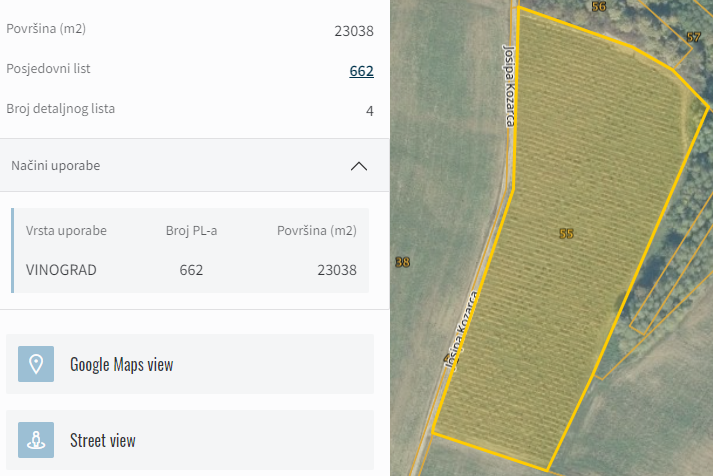 Površina (m2) 23038
Posjedovni list 662
Broj detaljnog lista 4
Načini uporabe
Vrsta uporabe Broj PL-a Površina (m2)
VINOGRAD 662 23038
Google Maps view
Street view
56
57
Josipa Kozarca
55
38
Josipa Kozarca